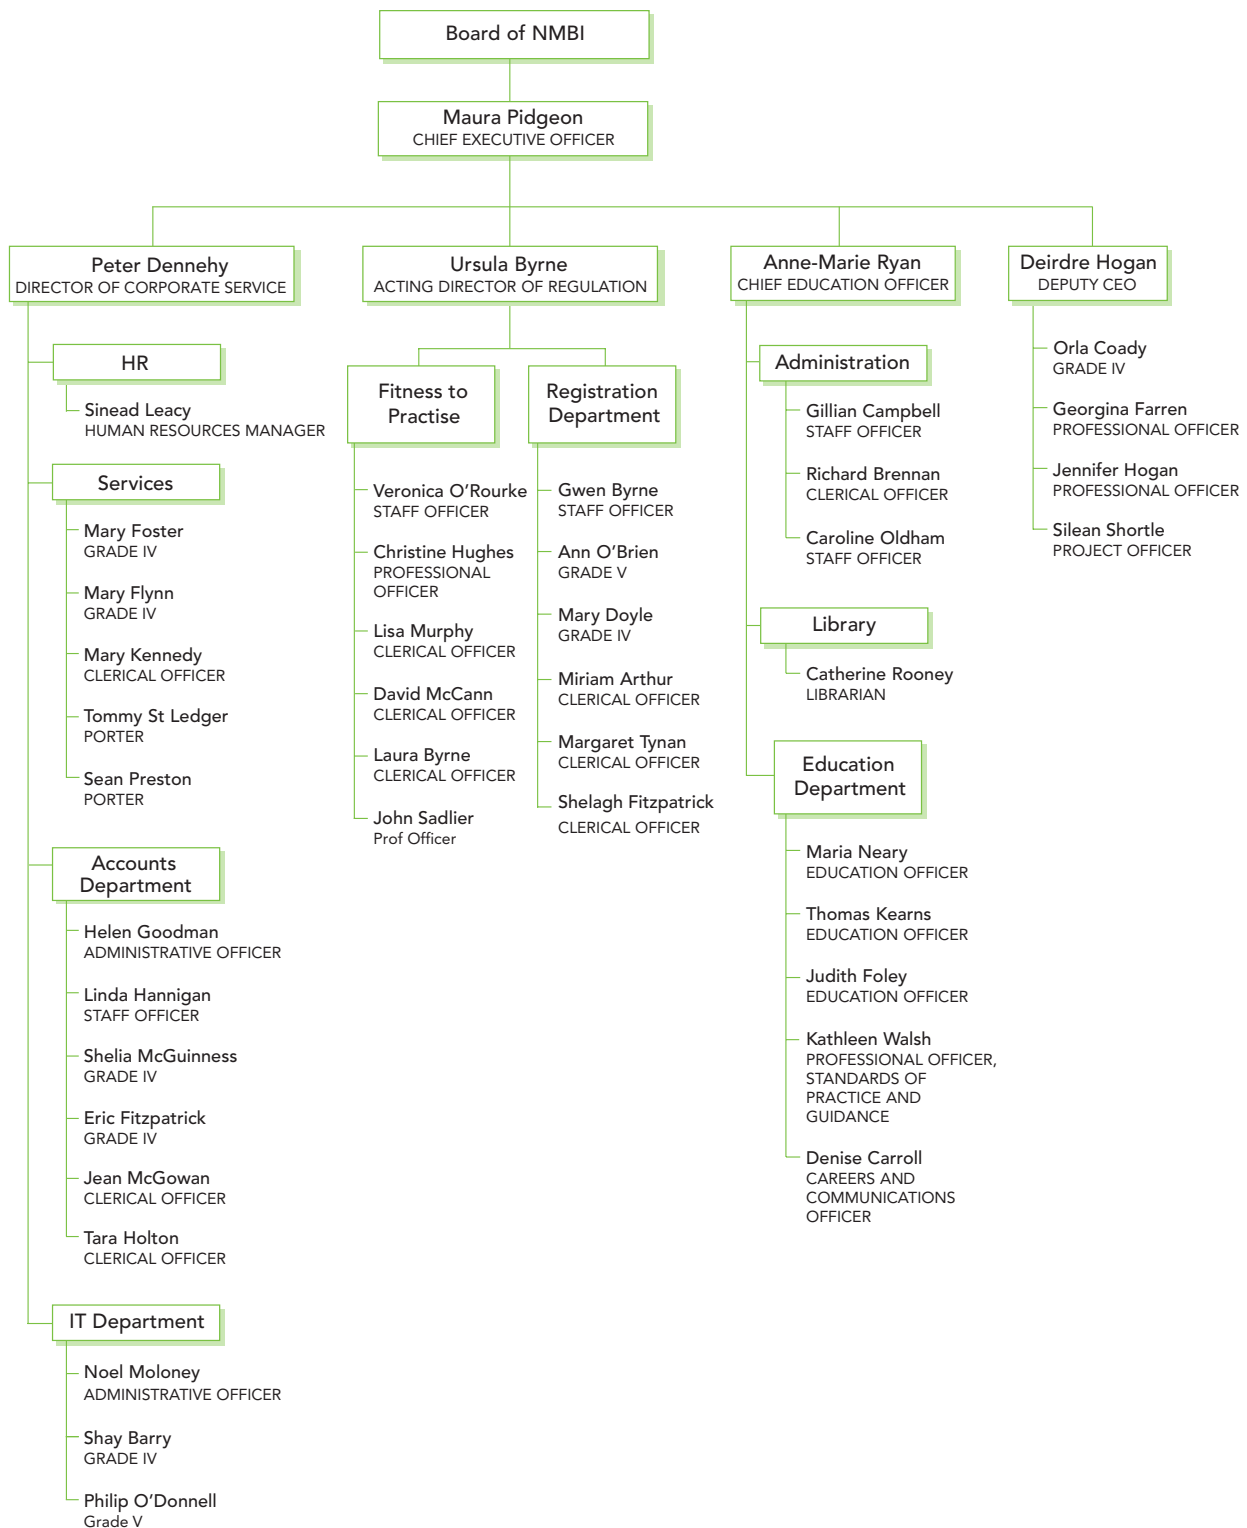 Board of NMBI
Maura Pidgeon
CHIEF EXECUTIVE OFFICER
Peter Dennehy
DIRECTOR OF CORPORATE SERVICE
HR
Sinead Leacy
HUMAN RESOURCES MANAGER
Services
Mary Foster
GRADE IV
Mary Flynn
GRADE IV
Mary Kennedy
CLERICAL OFFICER
Tommy St Ledger
PORTER
Sean Preston
PORTER
Accounts
Department
Helen Goodman
ADMINISTRATIVE OFFICER
Linda Hannigan
STAFF OFFICER
Shelia McGuinness
GRADE IV
Eric Fitzpatrick
GRADE IV
Jean McGowan
CLERICAL OFFICER
Tara Holton
CLERICAL OFFICER
IT Department
Noel Moloney
ADMINISTRATIVE OFFICER
Shay Barry
GRADE IV
Philip O’Donnell
Grade V
Ursula Byrne
ACTING DIRECTOR OF REGULATION
Fitness to
Practise
Veronica O’Rourke
STAFF OFFICER
Christine Hughes
PROFESSIONAL
OFFICER
Lisa Murphy
CLERICAL OFFICER
David McCann
CLERICAL OFFICER
Laura Byrne
CLERICAL OFFICER
John Sadlier
Prof Officer
Registration
Department
Gwen Byrne
STAFF OFFICER
Ann O’Brien
GRADE V
Mary Doyle
GRADE IV
Miriam Arthur
CLERICAL OFFICER
Margaret Tynan
CLERICAL OFFICER
Shelagh Fitzpatrick
CLERICAL OFFICER
Anne-Marie Ryan
CHIEF EDUCATION OFFICER
Administration
Gillian Campbell
STAFF OFFICER
Richard Brennan
CLERICAL OFFICER
Caroline Oldham
STAFF OFFICER
Library
Catherine Rooney
LIBRARIAN
Education
Department
Maria Neary
EDUCATION OFFICER
Thomas Kearns
EDUCATION OFFICER
Judith Foley
EDUCATION OFFICER
Kathleen Walsh
PROFESSIONAL OFFICER,
STANDARDS OF
PRACTICE AND
GUIDANCE
Denise Carroll
CAREERS AND
COMMUNICATIONS
OFFICER
Deirdre Hogan
DEPUTY CEO
Orla Coady
GRADE IV
Georgina Farren
PROFESSIONAL OFFICER
Jennifer Hogan
PROFESSIONAL OFFICER
Silean Shortle
PROJECT OFFICER